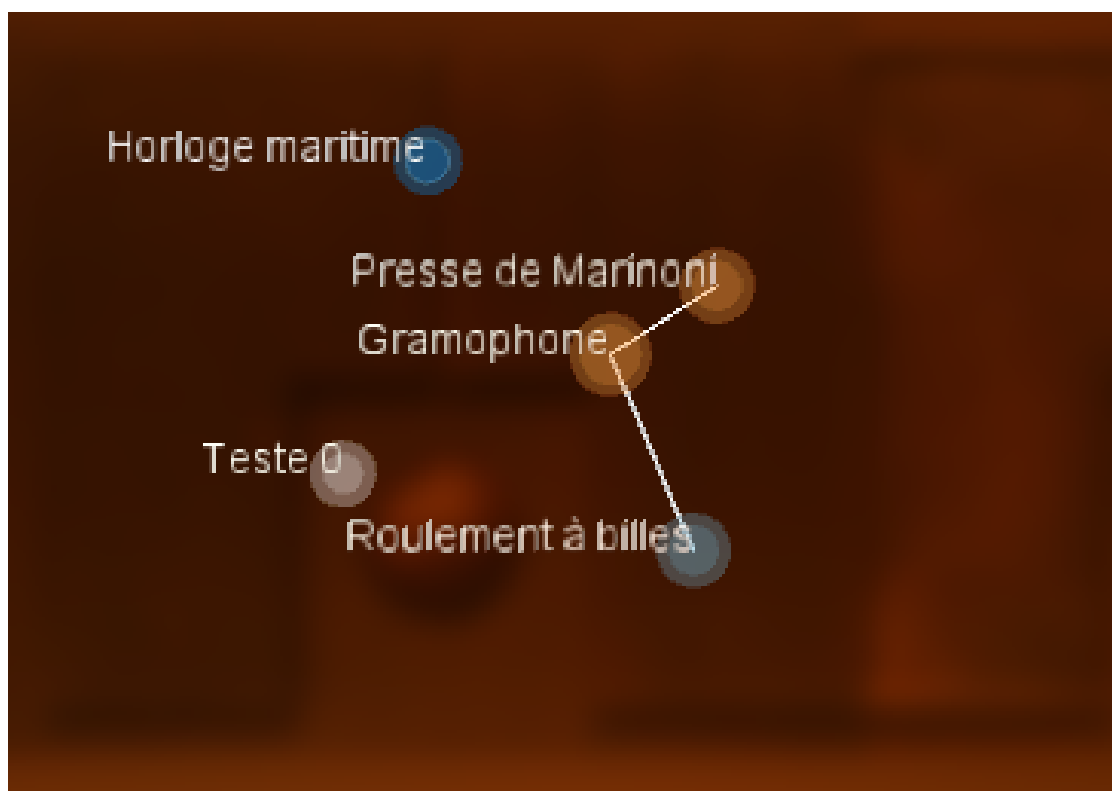 Horloge maritime
Presse de Marinoni
Gramophone
Teste 0
Roulement à billes